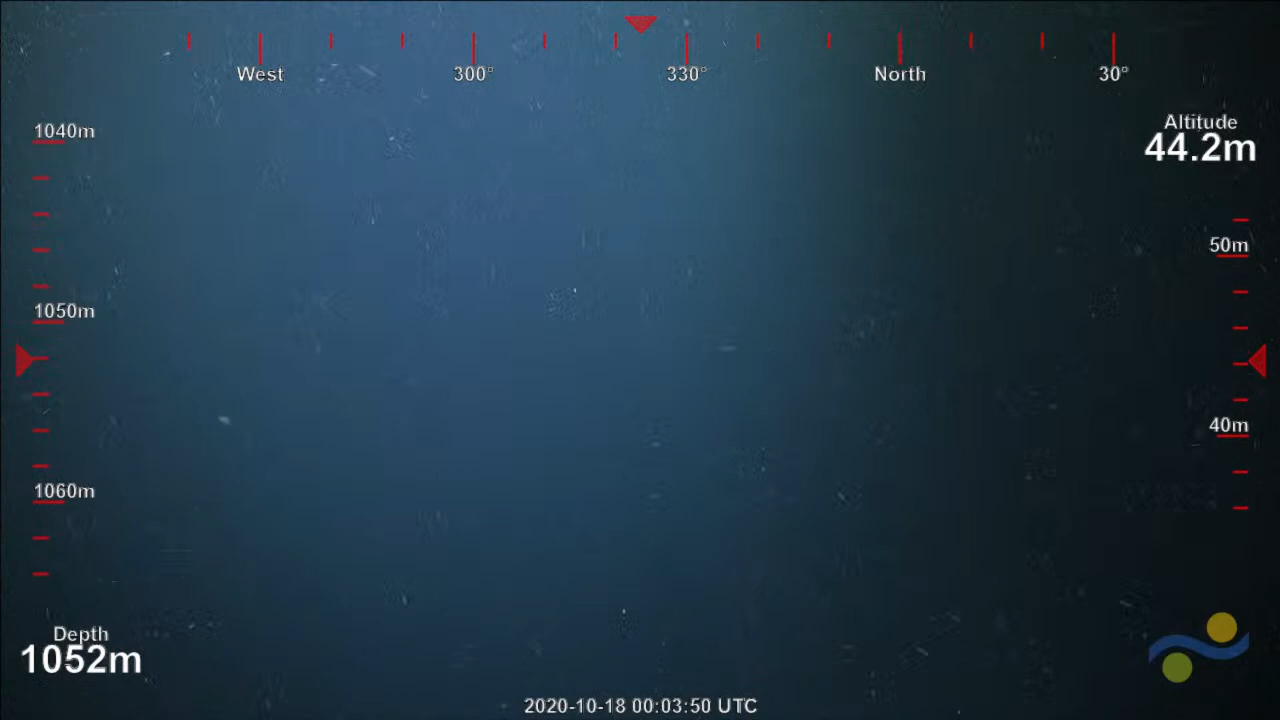 West 300° 330° North 30°
Altitude
44.2m
1040m
1050m
1060m
50m
40m
Depth
1052m
2020-10-18 00:03:50 UTC